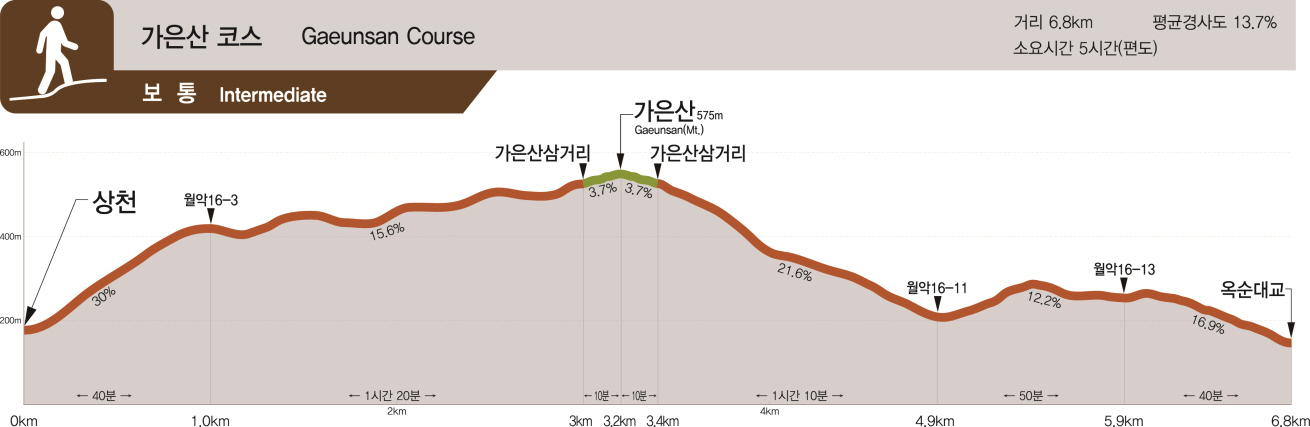 가은산 코스 Gaeunsan Course
거리 6.8km 평균경사도 13.7%
소요시간 5시간(편도)
보 통 Intermediate
가은산 575m
Gaeunsan(Mt.)
가은산삼거리 가은산삼거리
600m
3.7% 3.7%
상천
월악16-3
15.6%
400m
21.6%
월악16-13
월악16-11
옥순대교
30%
12.2%
200m
16.9%
← 40분 → ← 1시간 20분 → ← 10분 → ← 10분 → ← 1시간 10분 → ← 50분 → ← 40분 →
2km 4km
0km 1.0km 3km 3.2km 3.4km 4.9km 5.9km 6.8km